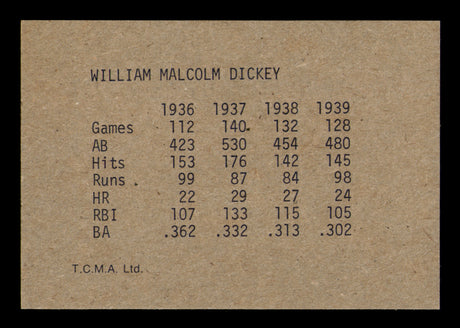 WILLIAM MALCOLM DICKEY
1936 1937 1938 1939
Games 112 140 132 128
AB 423 530 454 480
Hits 153 176 142 145
Runs 99 87 84 98
HR 22 29 27 24
RBI 107 133 115 105
BA .362 .332 .313 .302
T.C.M.A. Ltd.